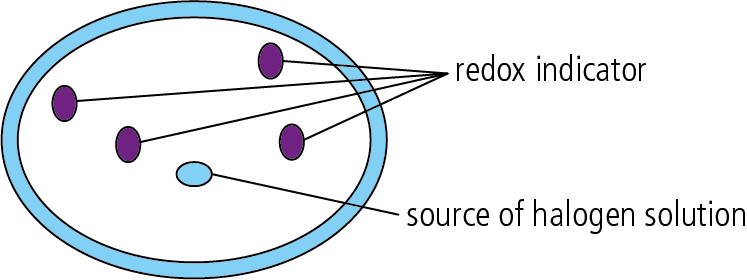 redox indicator
source of halogen solution